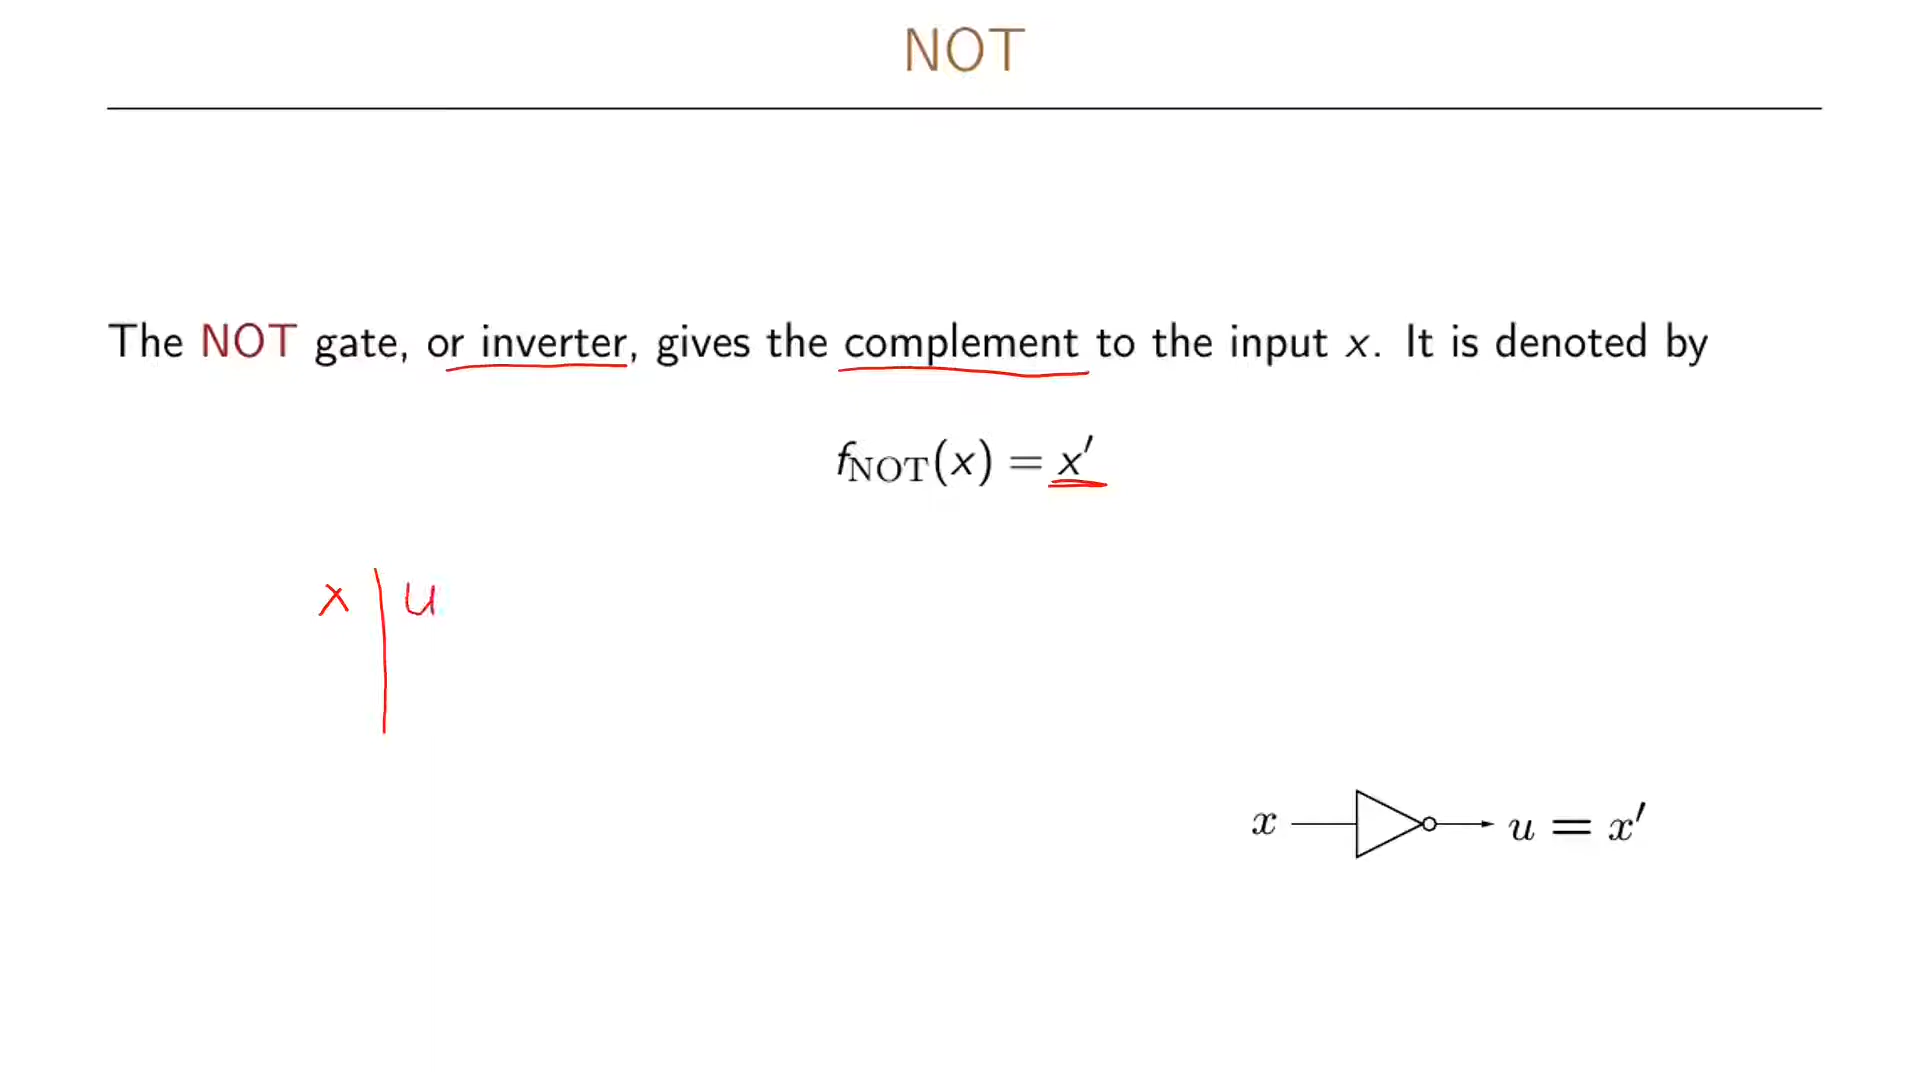 NOT
The NOT gate, or inverter, gives the complement to the input x. It is denoted by
f_NOT(x) = x′
x | u
x u = x′